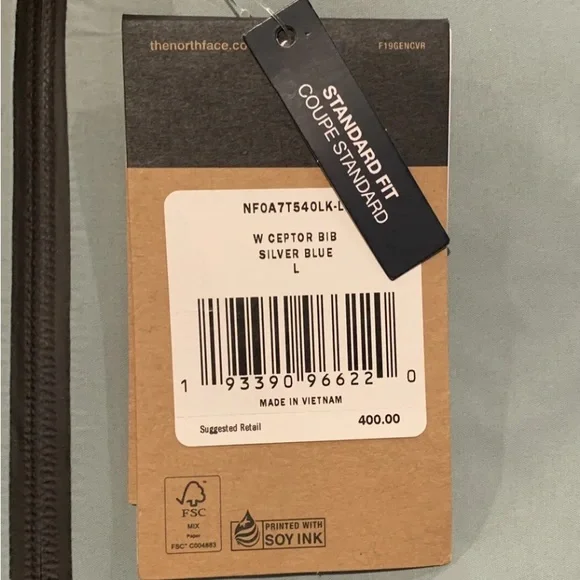 thenorthface.co
F19GENCVR
STANDARD FIT
COUPE STANDARD
NF0A7T540LK-L
W CEPTOR BIB
SILVER BLUE
L
1 93390 96622 0
MADE IN VIETNAM
Suggested Retail 400.00
FSC
MIX
Paper
FSC™ C004883
PRINTED WITH
SOY INK